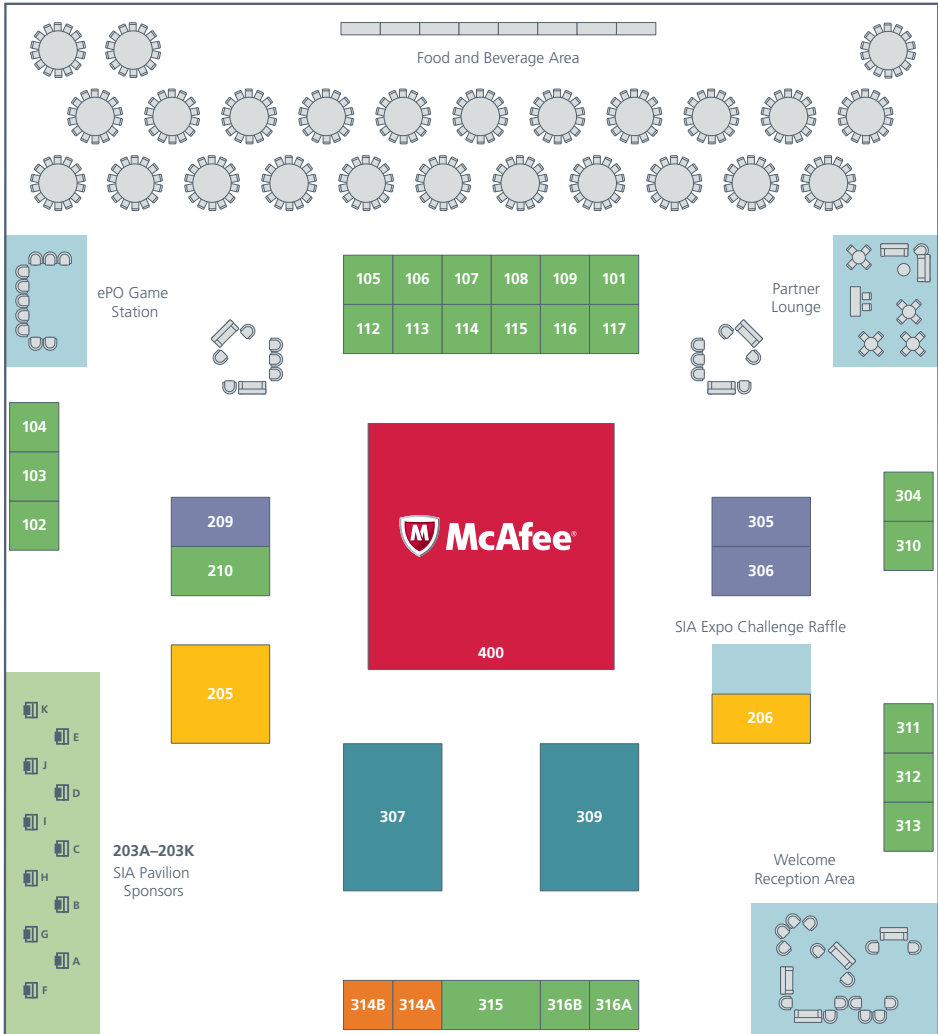 Food and Beverage Area
ePO Game
Station
105 106 107 108 109 101
112 113 114 115 116 117
Partner
Lounge
104
103
102
209
210
M McAfee®
400
305
306
304
310
SIA Expo Challenge Raffle
205
206
311
312
313
K
E
J
D
I
C
H
B
G
A
F
203A–203K
SIA Pavilion
Sponsors
307
309
Welcome
Reception Area
314B 314A 315 316B 316A